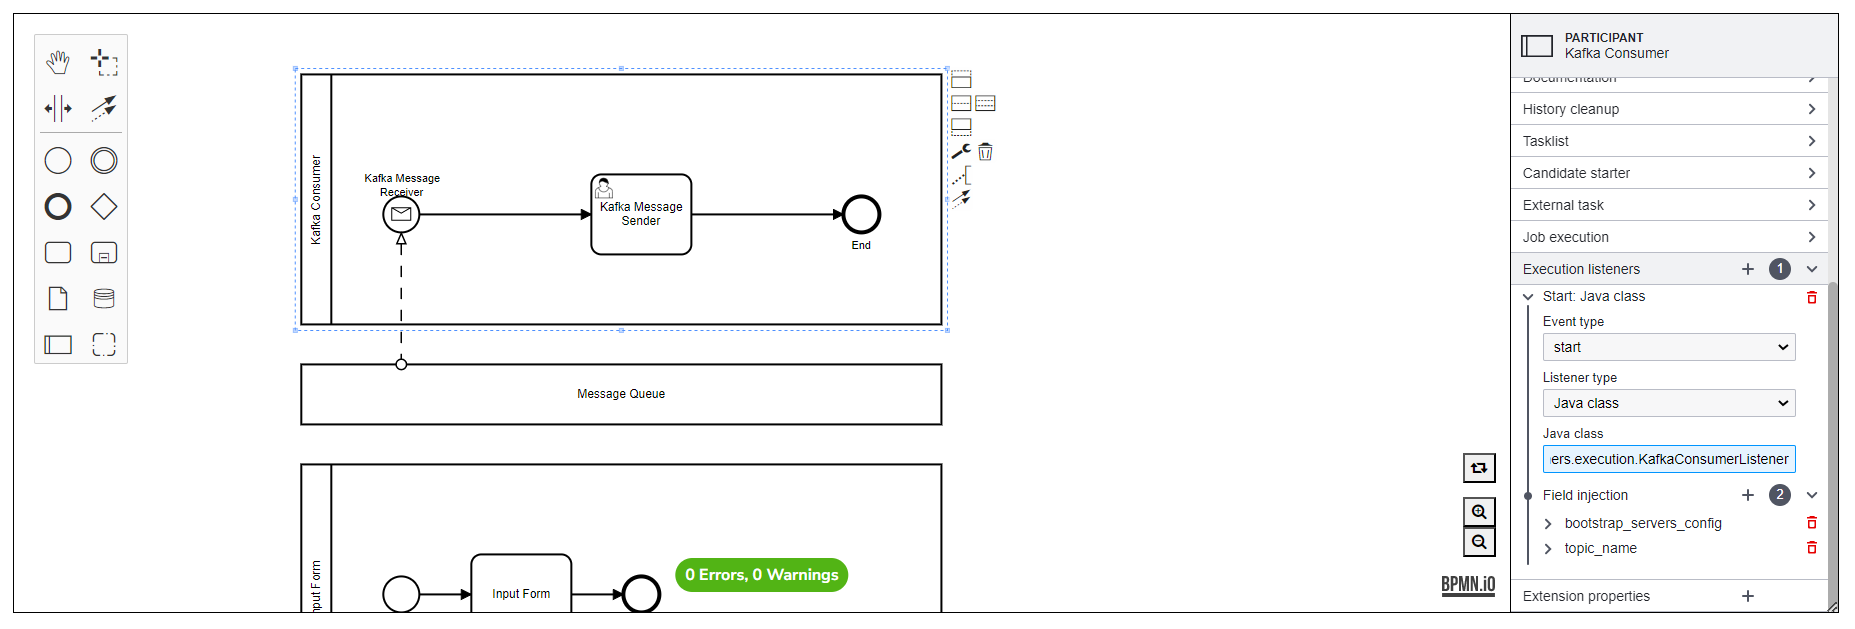 PARTICIPANT
Kafka Consumer
Documentation
History cleanup
Tasklist
Candidate starter
External task
Job execution
Execution listeners
1
Start: Java class
Event type
start
Listener type
Java class
Java class
ers.execution.KafkaConsumerListener
Field injection
2
bootstrap_servers_config
topic_name
Extension properties
Kafka Consumer
Kafka Message
Receiver
Kafka Message
Sender
End
Message Queue
nput Form
Input Form
0 Errors, 0 Warnings
BPMN.iO